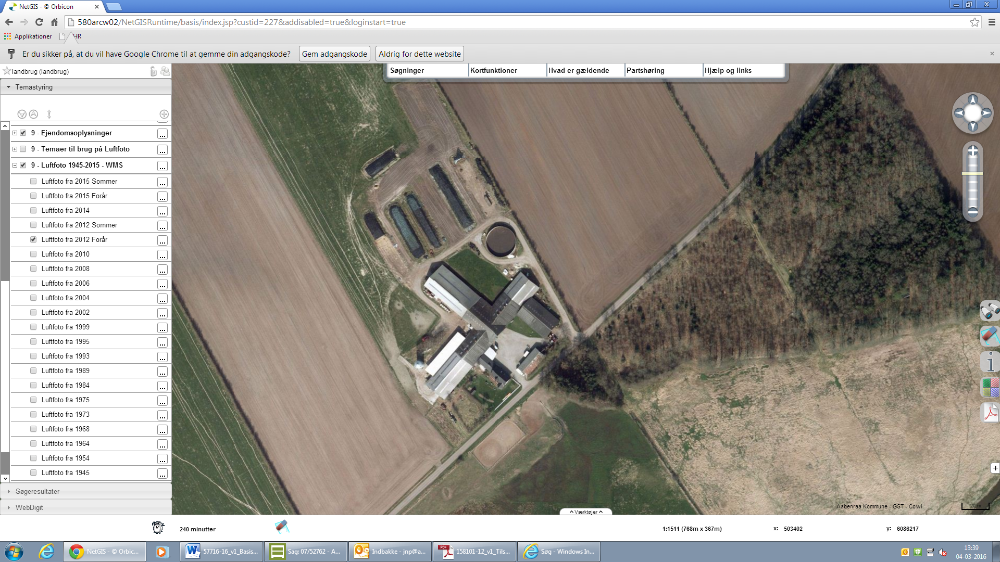 NetGIS - © Orbicon
580arcw02/NetGISRuntime/basis/index.jsp?custid=227&addisabled=true&loginstart=true
Applikationer
HR
Er du sikker på, at du vil have Google Chrome til at gemme din adgangskode? Gem adgangskode Aldrig for dette website
landbrug (landbrug)
Søgninger Kortfunktioner Hvad er gældende Partshøring Hjælp og links
Temastyring
9 - Ejendomsoplysninger ...
9 - Temaer til brug på Luftfoto ...
9 - Luftfoto 1945-2015 - WMS ...
Luftfoto fra 2015 Sommer ...
Luftfoto fra 2015 Forår ...
Luftfoto fra 2014 ...
Luftfoto fra 2012 Sommer ...
Luftfoto fra 2012 Forår ...
Luftfoto fra 2010 ...
Luftfoto fra 2008 ...
Luftfoto fra 2006 ...
Luftfoto fra 2004 ...
Luftfoto fra 2002 ...
Luftfoto fra 1999 ...
Luftfoto fra 1995 ...
Luftfoto fra 1993 ...
Luftfoto fra 1989 ...
Luftfoto fra 1984 ...
Luftfoto fra 1975 ...
Luftfoto fra 1973 ...
Luftfoto fra 1968 ...
Luftfoto fra 1964 ...
Luftfoto fra 1954 ...
Luftfoto fra 1945 ...
Søgeresultater
WebDigit
Aabenraa Kommune - GST - Cowi
20 m
Værktøjer
240 minutter
1:1511 (768m x 367m)
x: 503402
y: 6086217
NetGIS - © Orbic...
57716-16_v1_Basis...
Sag: 07/52762 - A...
Indbakke - jnp@a...
PDF
158101-12_v1_Tils...
Søg - Windows In...
13:39
04-03-2016